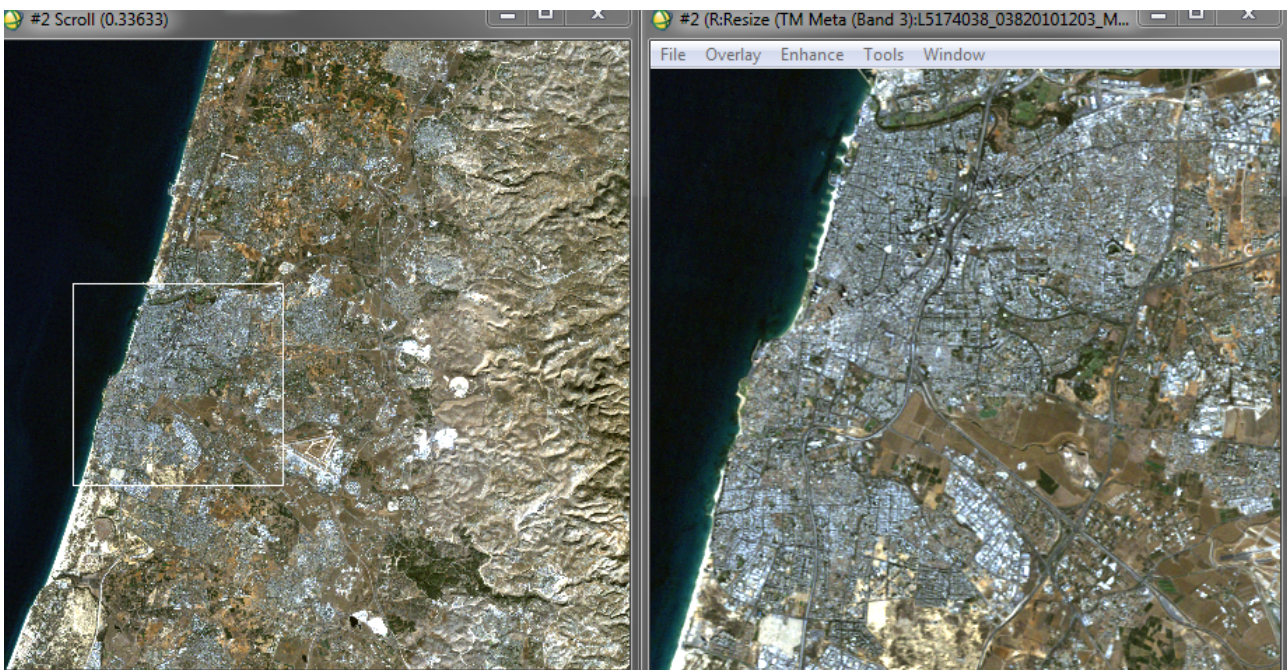 #2 Scroll (0.33633)
#2 (R:Resize (TM Meta (Band 3):L5174038_03820101203_M...
File Overlay Enhance Tools Window